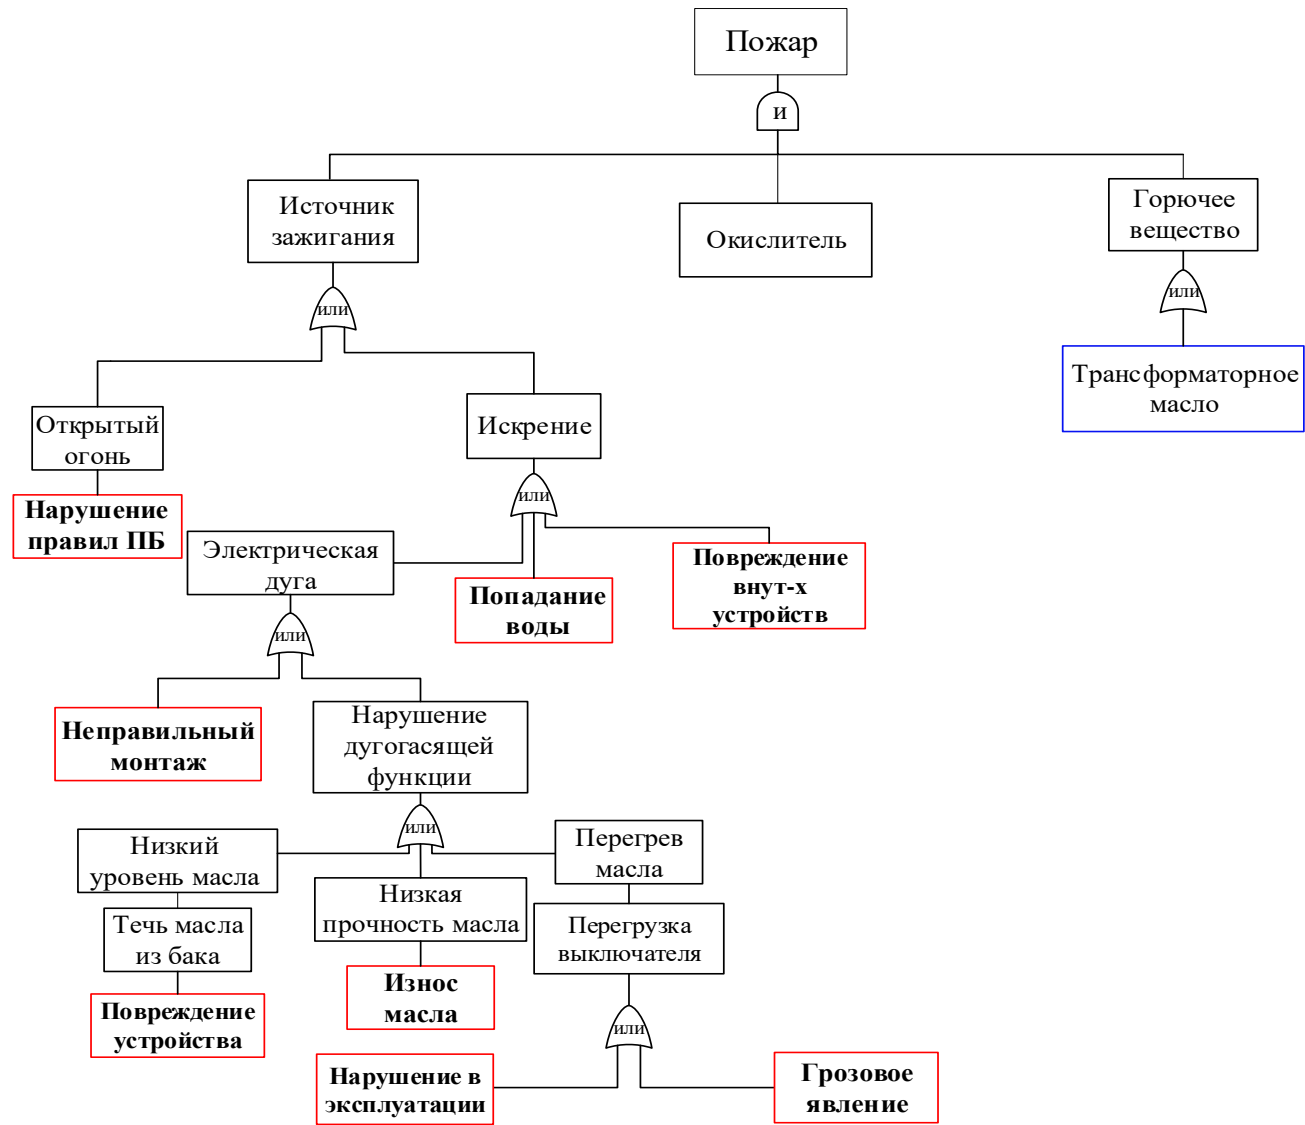 Пожар
и
Источник
зажигания
Окислитель
Горючее
вещество
или
или
Трансформаторное
масло
Открытый
огонь
Искрение
Нарушение
правил ПБ
или
Электрическая
дуга
Попадание
воды
Повреждение
внут-х
устройств
или
Неправильный
монтаж
Нарушение
дугогасящей
функции
или
Низкий
уровень масла
Перегрев
масла
Низкая
прочность масла
Течь масла
из бака
Перегрузка
выключателя
Износ
масла
Повреждение
устройства
или
Нарушение в
эксплуатации
Грозовое
явление